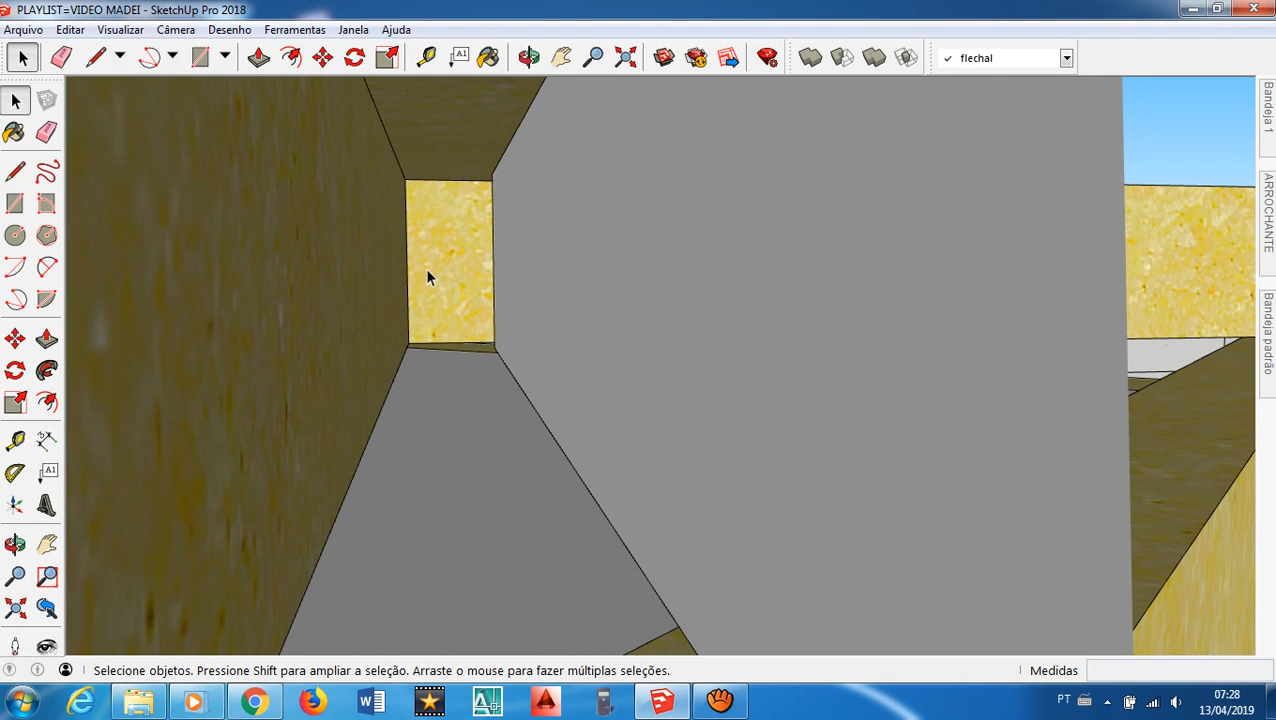 PLAYLIST=VIDEO MADEI - SketchUp Pro 2018
Arquivo Editar Visualizar Câmera Desenho Ferramentas Janela Ajuda
A1
✓ flechal
Bandeja 1
ARROCHANTE
Bandeja padrão
A1
Selecione objetos. Pressione Shift para ampliar a seleção. Arraste o mouse para fazer múltiplas seleções.
Medidas
PT
07:28
13/04/2019